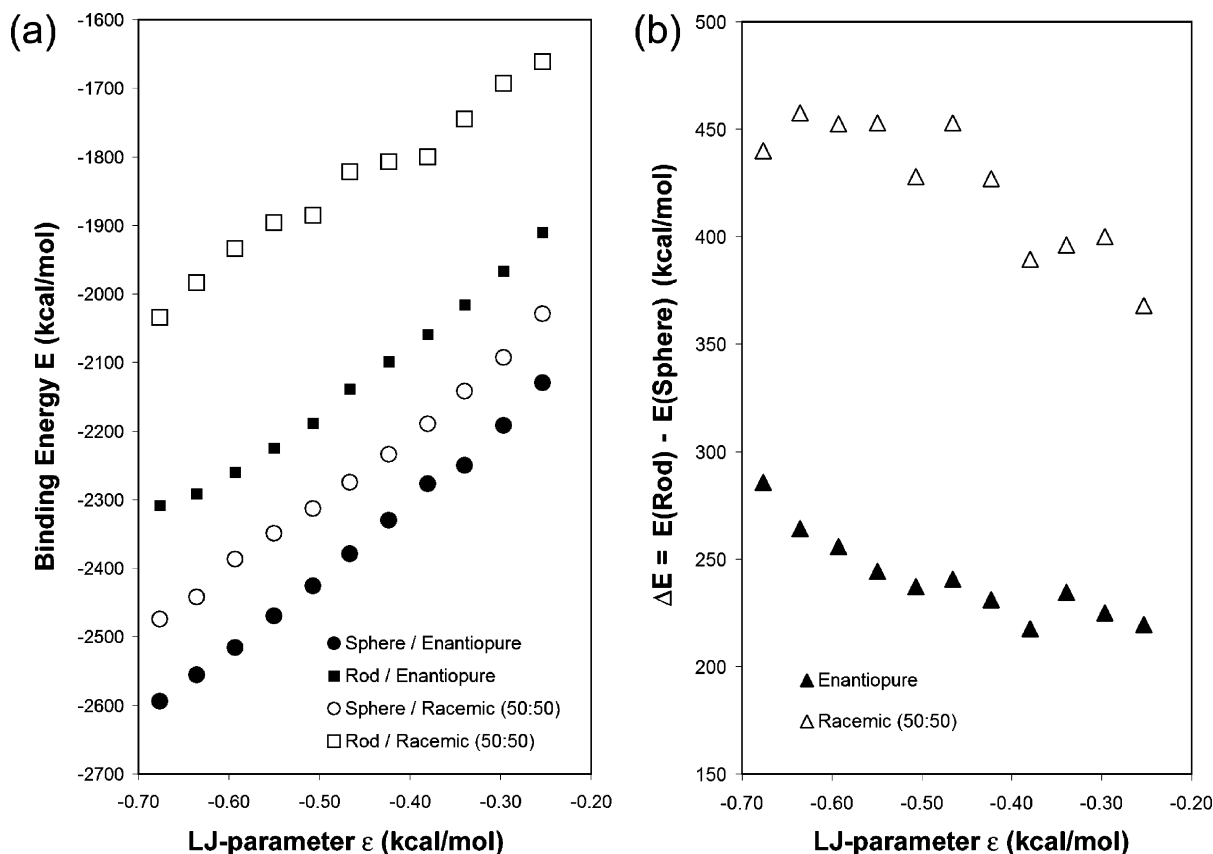 (a)
Binding Energy E (kcal/mol)
-1600
-1700
-1800
-1900
-2000
-2100
-2200
-2300
-2400
-2500
-2600
-2700
Sphere / Enantiopure
Rod / Enantiopure
Sphere / Racemic (50:50)
Rod / Racemic (50:50)
-0.70 -0.60 -0.50 -0.40 -0.30 -0.20
LJ-parameter ε (kcal/mol)
(b)
ΔE = E(Rod) - E(Sphere) (kcal/mol)
500
450
400
350
300
250
200
150
Enantiopure
Racemic (50:50)
-0.70 -0.60 -0.50 -0.40 -0.30 -0.20
LJ-parameter ε (kcal/mol)